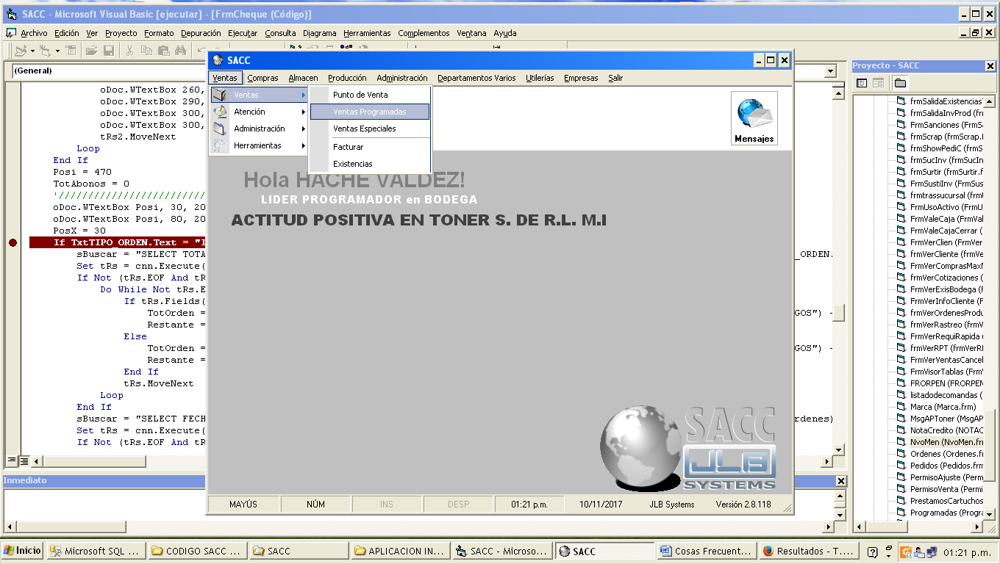 SACC - Microsoft Visual Basic [ejecutar] - [FrmCheque (Código)]
Archivo Edición Ver Proyecto Formato Depuración Ejecutar Consulta Diagrama Herramientas Complementos Ventana Ayuda
(General)
oDoc.WTextBox 260,
oDoc.WTextBox 290,
oDoc.WTextBox 300,
oDoc.WTextBox 300,
tRs2.MoveNext
Loop
End If
Posi = 470
TotAbonos = 0
'//////////////////////////
oDoc.WTextBox Posi, 30, 20
oDoc.WTextBox Posi, 80, 20
PosX = 30
If TxtTIPO_ORDEN.Text = "I
sBuscar = "SELECT TOTA
_ORDEN.
Set tRs = cnn.Execute(
If Not (tRs.EOF And tR
Do While Not tRs.E
If tRs.Fields(
TotOrden =
GOS") -
Restante =
Else
TotOrden =
GOS") -
Restante =
End If
tRs.MoveNext
Loop
End If
sBuscar = "SELECT FECH
rdenes)
Set tRs = cnn.Execute(
If Not (tRs.EOF And tR
Inmediato
SACC
Ventas Compras Almacen Producción Administración Departamentos Varios Utilerías Empresas Salir
Ventas
Atención
Administración
Herramientas
Punto de Venta
Ventas Programadas
Ventas Especiales
Facturar
Existencias
Mensajes
Hola HACHE VALDEZ!
LIDER PROGRAMADOR en BODEGA
ACTITUD POSITIVA EN TONER S. DE R.L. M.I
SACC
JLB
SYSTEMS
MAYÚS NÚM INS DESP 01:21 p.m. 10/11/2017 JLB Systems Versión 2.8.118
Proyecto - SACC
frmSalidaExistencias
frmSalidaInvProd (fr
FrmSanciones (FrmS
frmScrap (frmScrap.
frmShowPediC (frmS
frmSucInv (frmSucIn
frmSurtir (frmSurtir.f
FrmSustiInv (FrmSus
frmtrassucursal (frm
FrmUsoActivo (FrmU
FrmValeCaja (FrmVal
FrmValeCajaCerrar (
FrmVerClien (FrmVer
frmVerCliente (frmVe
FrmVerComprasMax
frmVerCotizaciones (
FrmVerExisBodega (
FrmVerInfoCliente (F
frmVerOrdenesProdu
frmVerRastreo (frmV
FrmVerRequiRapida
frmVerRPT (frmVerR
FrmVerVentasCancel
FrmVisorTablas (FrmV
FRORPEN (FRORPEN
listadodecomandas (
Marca (Marca.frm)
MsgAPToner (MsgAP
NotaCredito (NOTAC
NvoMen (NvoMen.fr
Ordenes (Ordenes.f
Pedidos (Pedidos.frm
PermisoAjuste (Perm
PermisoVenta (Permi
PrestamosCartuchos
Programadas (Progra
Inicio Microsoft SQL ... CODIGO SACC ... SACC APLICACION IN... SACC - Microso... SACC Cosas Frecuent... Resultados - T... 01:21 p.m.